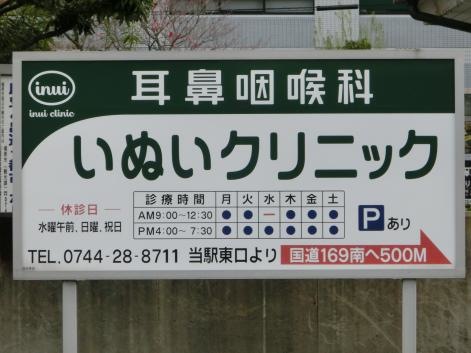 inui
inui clinic
耳鼻咽喉科
いぬいクリニック
診療時間 月 火 水 木 金 土
AM9:00〜12:30 ● ● ー ● ● ●
PM4:00〜 7:30 ● ● ● ● ● ●
休診日
水曜午前、日曜、祝日
P あり
TEL.0744-28-8711 当駅東口より 国道169南へ500M